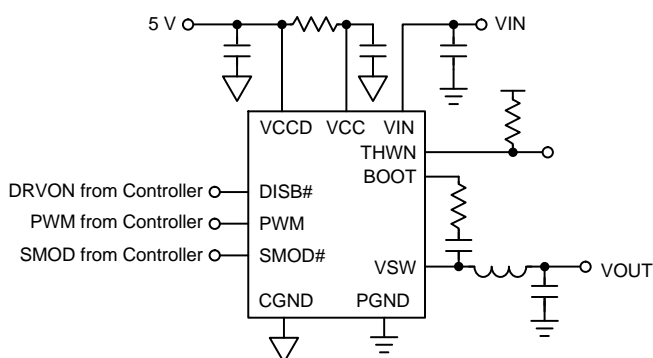 5 V
VIN
VCCD
VCC
VIN
THWN
BOOT
DRVON from Controller
DISB#
PWM from Controller
PWM
SMOD from Controller
SMOD#
VSW
VOUT
CGND
PGND